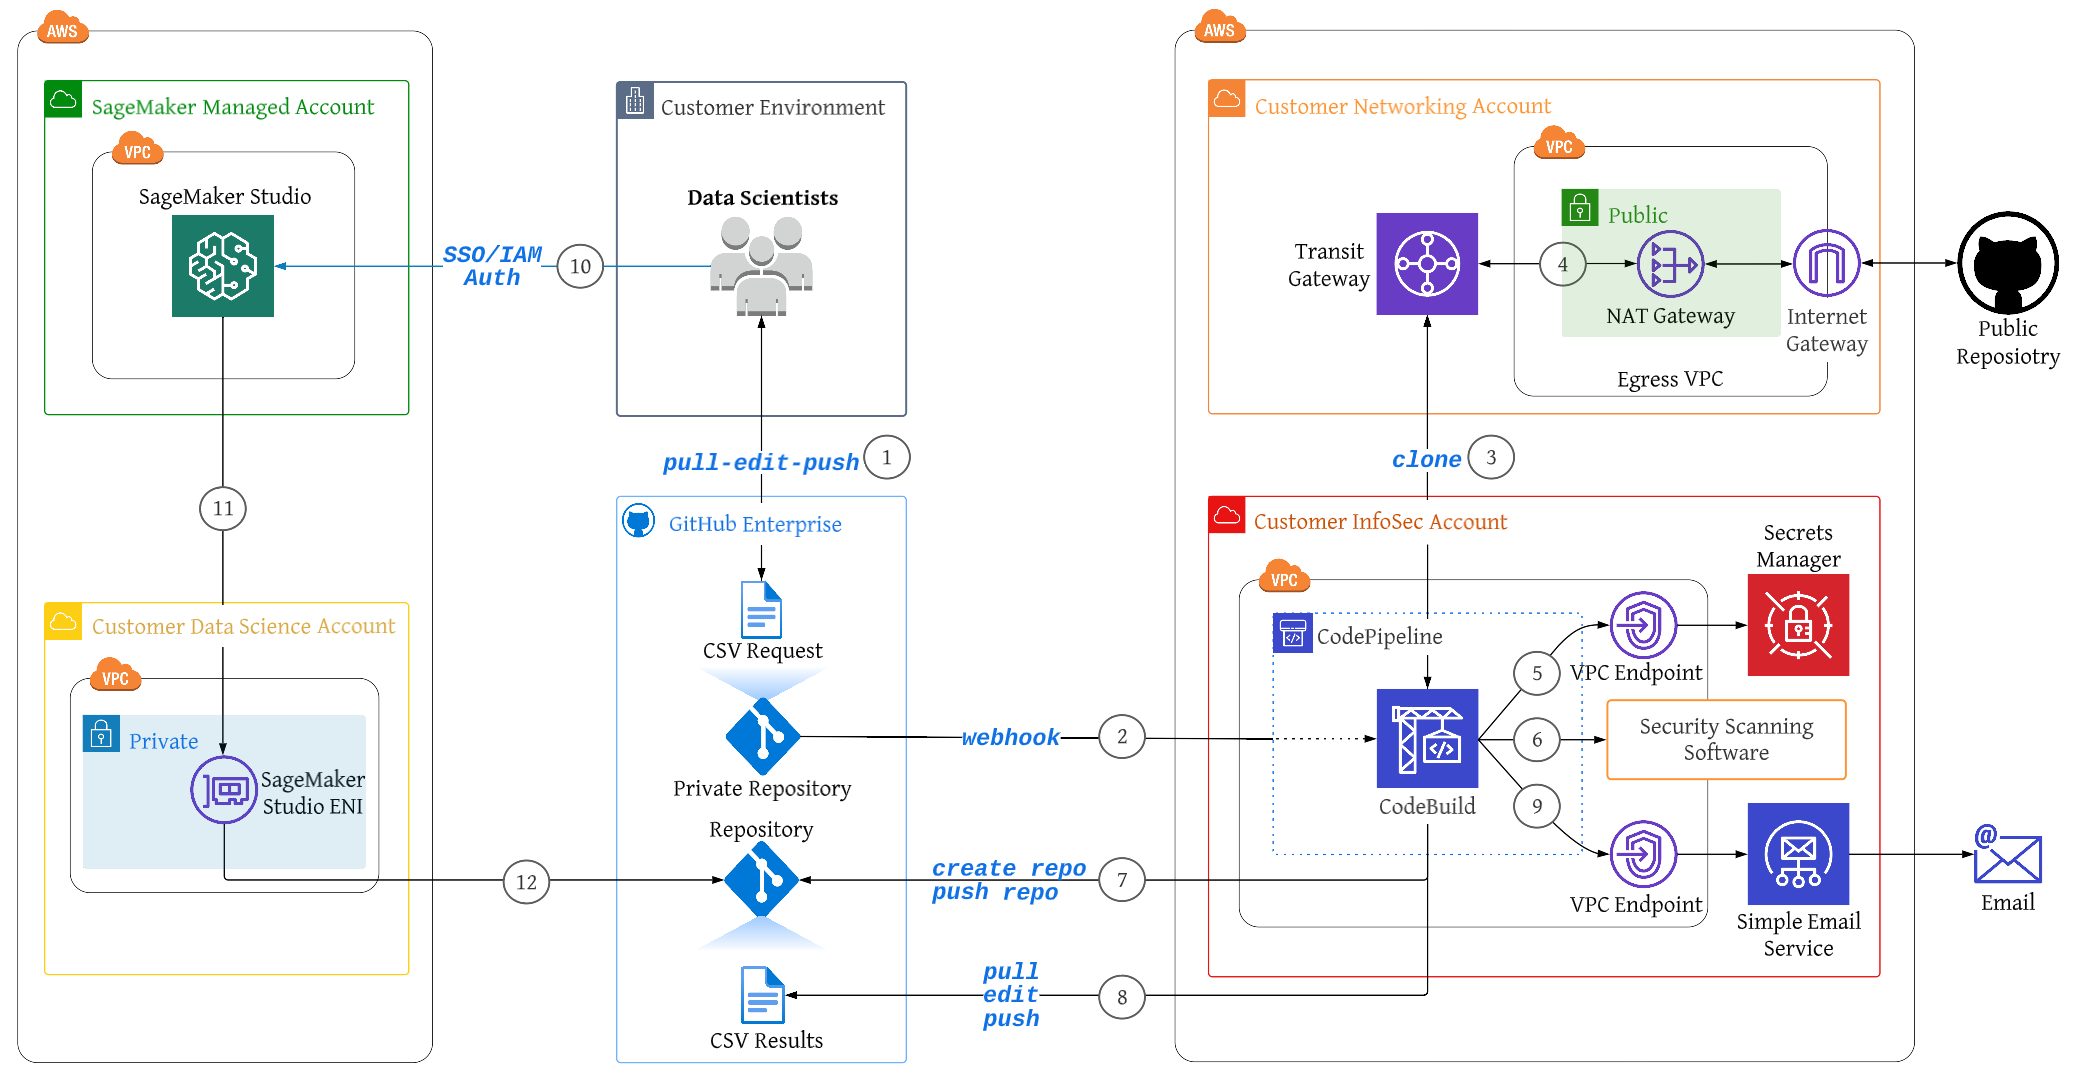 AWS
SageMaker Managed Account
VPC
SageMaker Studio
SSO/IAM
Auth
10
11
Customer Data Science Account
VPC
Private
SageMaker
Studio ENI
12
Customer Environment
Data Scientists
pull-edit-push
1
GitHub Enterprise
CSV Request
Private Repository
Repository
CSV Results
webhook
2
create repo
push repo
7
pull
edit
push
8
AWS
Customer Networking Account
VPC
Public
Transit
Gateway
4
NAT Gateway
Internet
Gateway
Egress VPC
Public
Reposiotry
clone
3
Customer InfoSec Account
VPC
CodePipeline
CodeBuild
5
6
9
VPC Endpoint
Secrets
Manager
Security Scanning
Software
VPC Endpoint
Simple Email
Service
@
Email